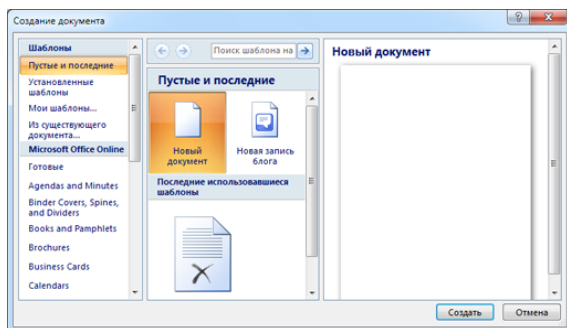 Создание документа
Шаблоны
Пустые и последние
Установленные
шаблоны
Мои шаблоны...
Из существующего
документа...
Microsoft Office Online
Готовые
Agendas and Minutes
Binder Covers, Spines,
and Dividers
Books and Pamphlets
Brochures
Business Cards
Calendars
Поиск шаблона на
Пустые и последние
Новый
документ
Новая запись
блога
Последние использовавшиеся
шаблоны
Новый документ
Создать
Отмена